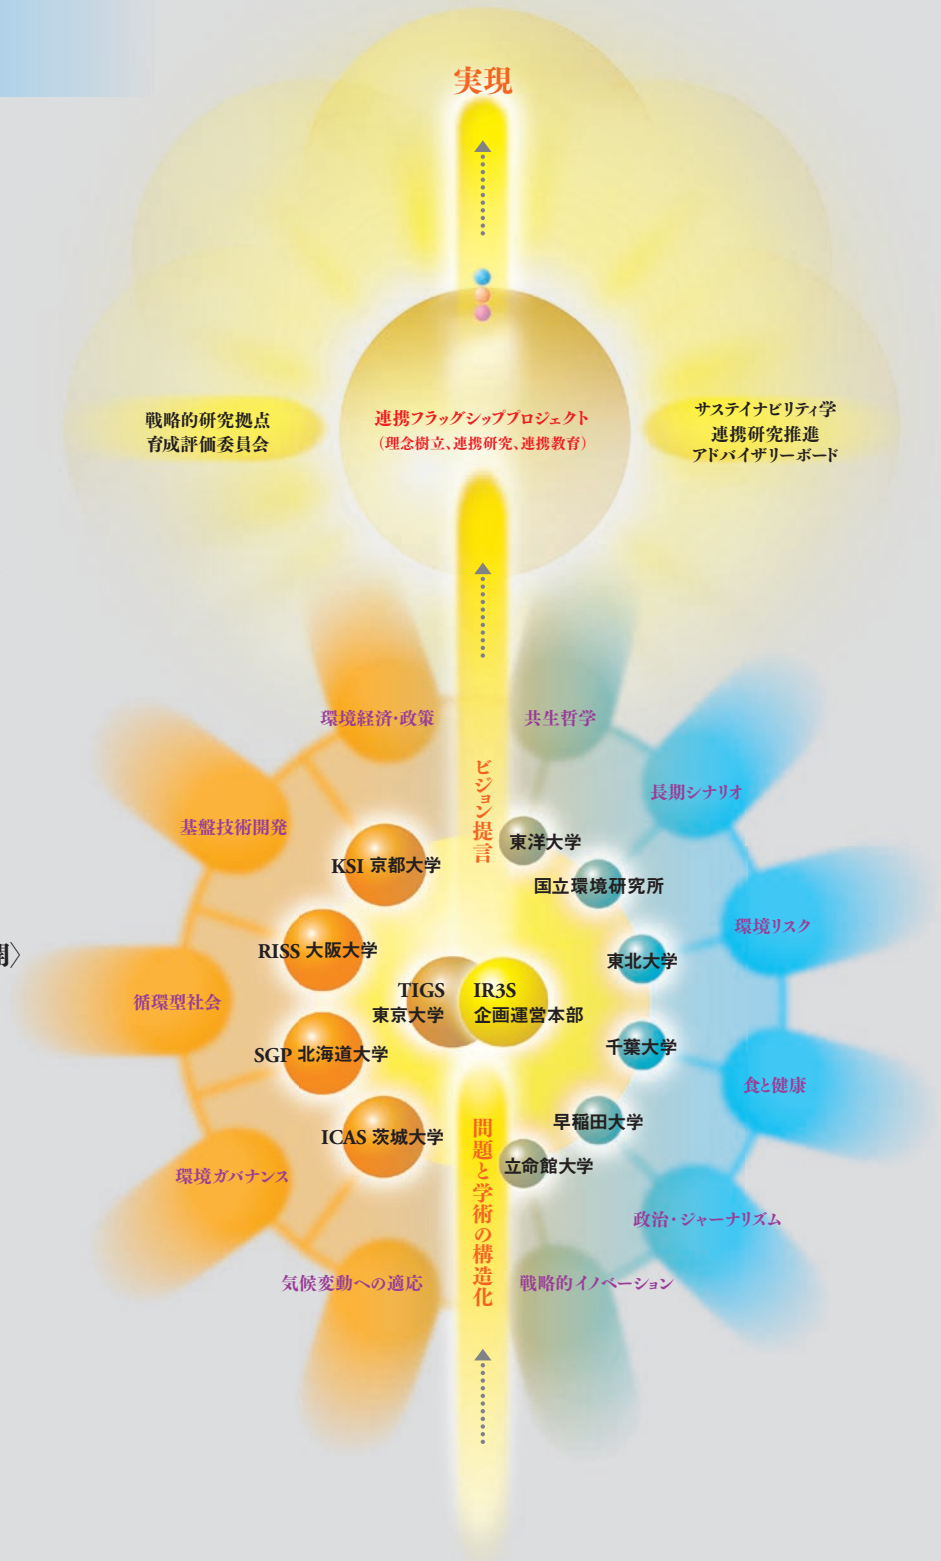 実現
戦略的研究拠点
育成評価委員会
連携フラッグシッププロジェクト
（理念樹立、連携研究、連携教育）
サステイナビリティ学
連携研究推進
アドバイザリーボード
環境経済・政策
共生哲学
長期シナリオ
基盤技術開発
ビジョン提言
東洋大学
KSI 京都大学
国立環境研究所
環境リスク
RISS 大阪大学
東北大学
〉
循環型社会
TIGS
東京大学
IR3S
企画運営本部
SGP 北海道大学
千葉大学
食と健康
ICAS 茨城大学
早稲田大学
問題と学術の構造化
立命館大学
環境ガバナンス
政治・ジャーナリズム
気候変動への適応
戦略的イノベーション